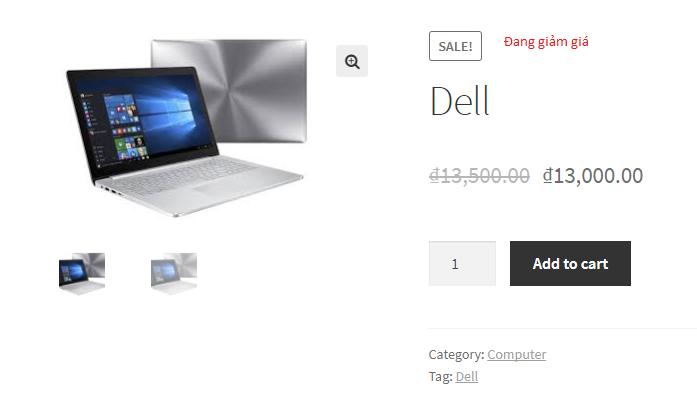 SALE!
Đang giảm giá
Dell
₫13,500.00 ₫13,000.00
1
Add to cart
Category: Computer
Tag: Dell